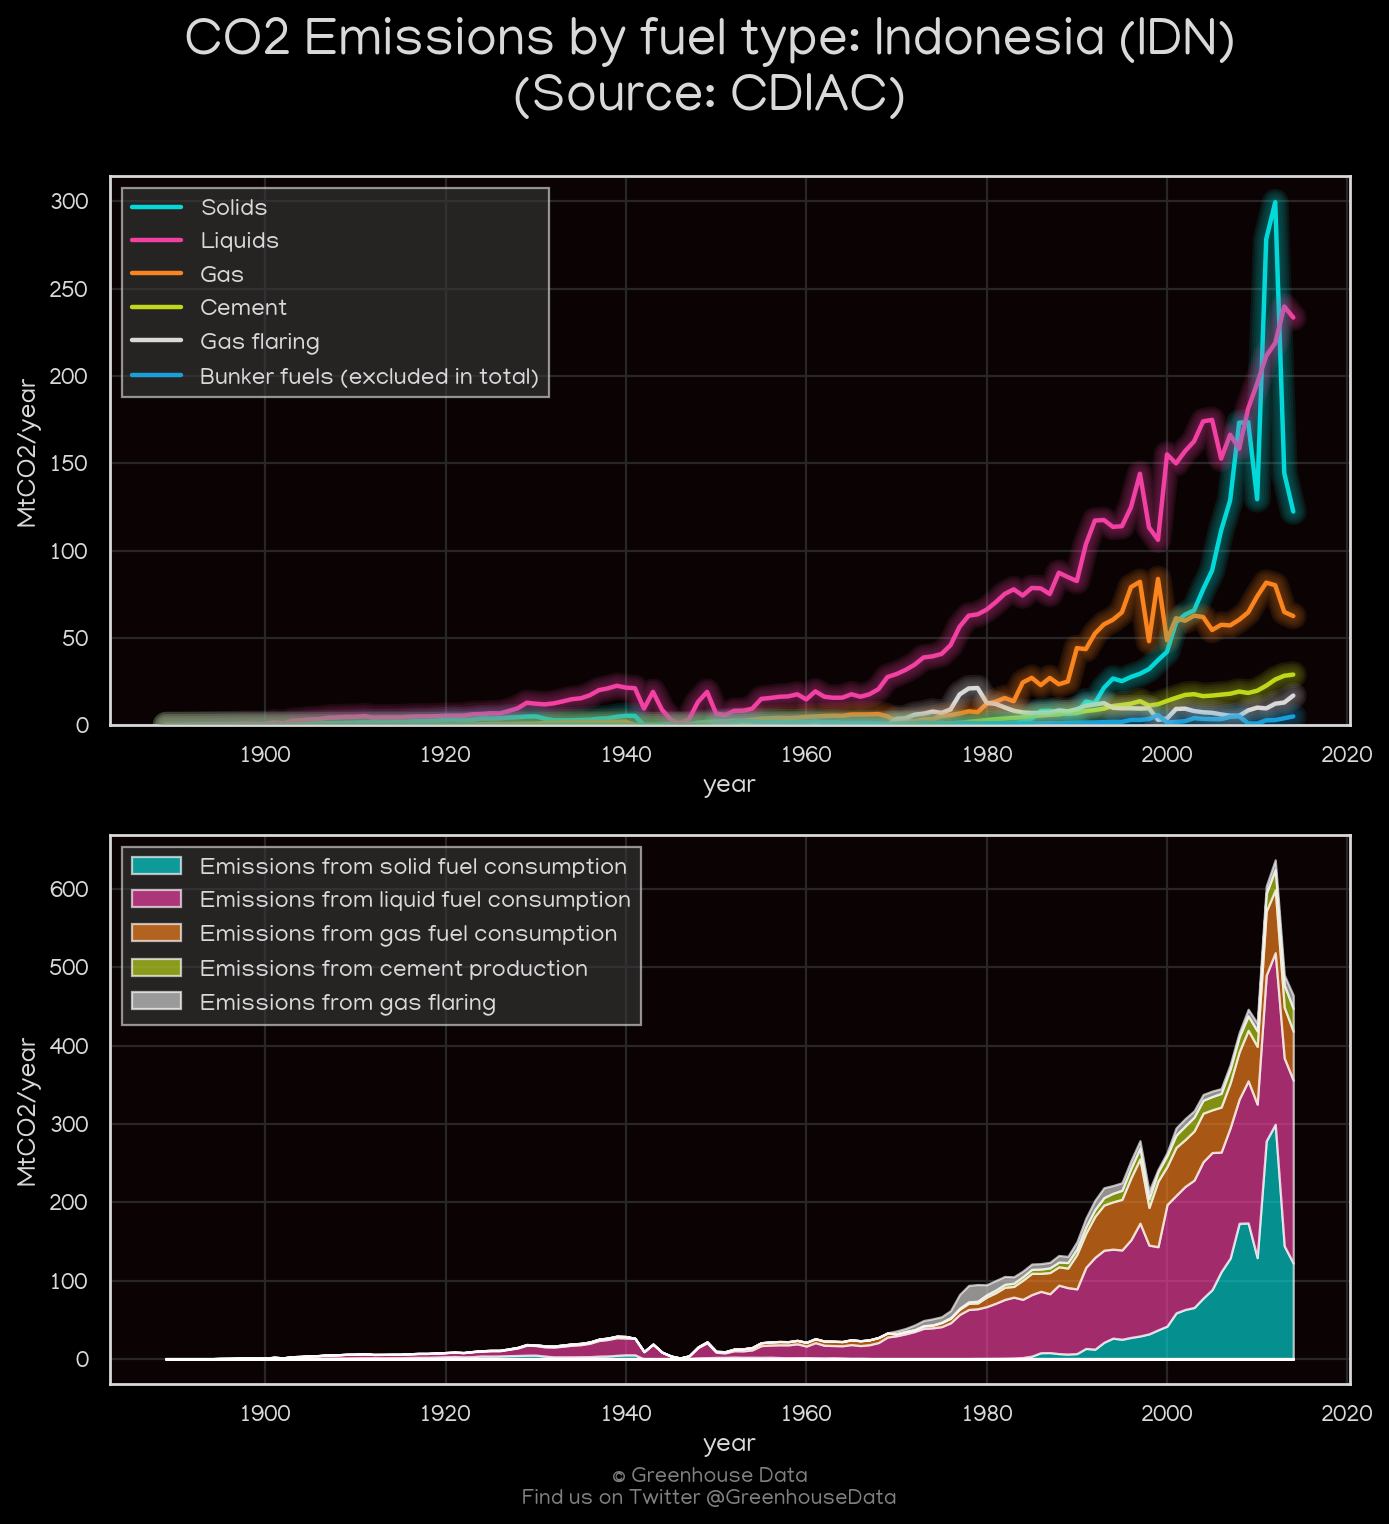 CO2 Emissions by fuel type: Indonesia (IDN)
(Source: CDIAC)
300
250
200
150
100
50
0
MtCO2/year
Solids
Liquids
Gas
Cement
Gas flaring
Bunker fuels (excluded in total)
1900 1920 1940 1960 1980 2000 2020
year
600
500
400
300
200
100
0
MtCO2/year
Emissions from solid fuel consumption
Emissions from liquid fuel consumption
Emissions from gas fuel consumption
Emissions from cement production
Emissions from gas flaring
1900 1920 1940 1960 1980 2000 2020
year
© Greenhouse Data
Find us on Twitter @GreenhouseData